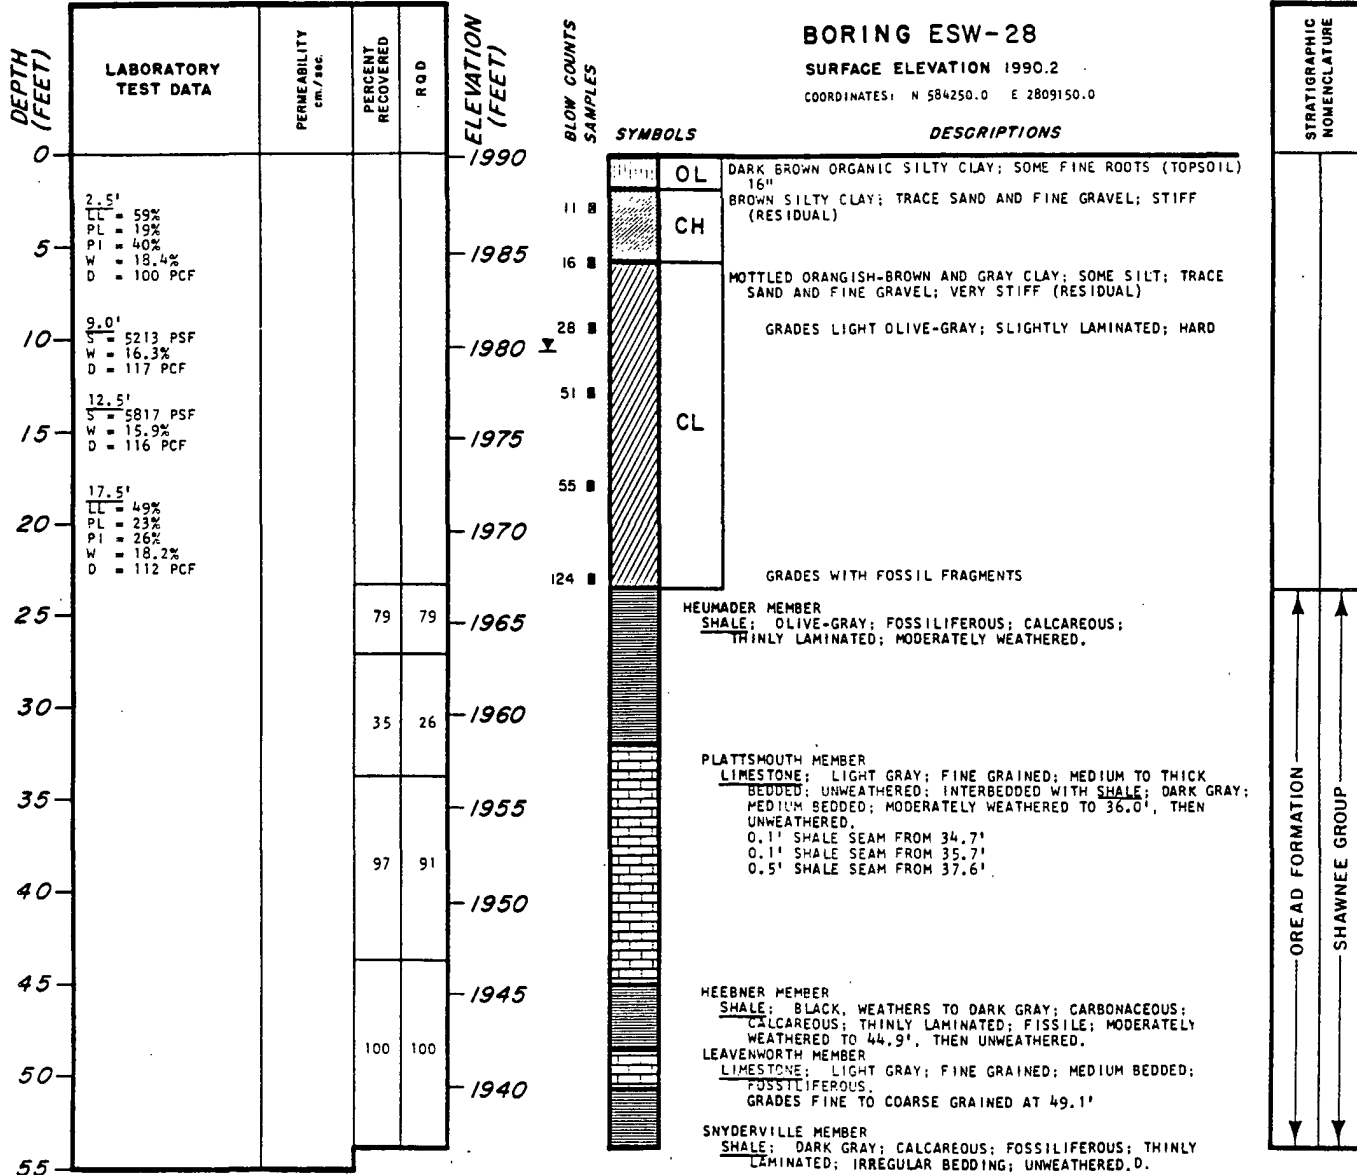 BORING ESW-28
SURFACE ELEVATION 1990.2
COORDINATES: N 584250.0 E 2809150.0
DEPTH (FEET)
LABORATORY TEST DATA
PERMEABILITY cm./sec.
PERCENT RECOVERED
RQD
ELEVATION (FEET)
BLOW COUNTS
SAMPLES
SYMBOLS
DESCRIPTIONS
STRATIGRAPHIC NOMENCLATURE
0
5
10
15
20
25
30
35
40
45
50
55
2.5'
LL = 59%
PL = 19%
PI = 40%
W = 18.4%
D = 100 PCF
9.0'
S = 5213 PSF
W = 16.3%
D = 117 PCF
12.5'
S = 5817 PSF
W = 15.9%
D = 116 PCF
17.5'
LL = 49%
PL = 23%
PI = 26%
W = 18.2%
D = 112 PCF
79 79
35 26
97 91
100 100
1990
1985
1980
1975
1970
1965
1960
1955
1950
1945
1940
11
16
28
51
55
124
OL
CH
CL
DARK BROWN ORGANIC SILTY CLAY; SOME FINE ROOTS (TOPSOIL)
16"
BROWN SILTY CLAY; TRACE SAND AND FINE GRAVEL; STIFF
(RESIDUAL)
MOTTLED ORANGISH-BROWN AND GRAY CLAY; SOME SILT; TRACE
SAND AND FINE GRAVEL; VERY STIFF (RESIDUAL)
GRADES LIGHT OLIVE-GRAY; SLIGHTLY LAMINATED; HARD
GRADES WITH FOSSIL FRAGMENTS
HEUMADER MEMBER
SHALE; OLIVE-GRAY; FOSSILIFEROUS; CALCAREOUS;
THINLY LAMINATED; MODERATELY WEATHERED.
PLATTSMOUTH MEMBER
LIMESTONE; LIGHT GRAY; FINE GRAINED; MEDIUM TO THICK
BEDDED; UNWEATHERED; INTERBEDDED WITH SHALE; DARK GRAY;
MEDIUM BEDDED; MODERATELY WEATHERED TO 36.0', THEN
UNWEATHERED.
0.1' SHALE SEAM FROM 34.7'
0.1' SHALE SEAM FROM 35.7'
0.5' SHALE SEAM FROM 37.6'
HEEBNER MEMBER
SHALE; BLACK, WEATHERS TO DARK GRAY; CARBONACEOUS;
CALCAREOUS; THINLY LAMINATED; FISSILE; MODERATELY
WEATHERED TO 44.9', THEN UNWEATHERED.
LEAVENWORTH MEMBER
LIMESTONE; LIGHT GRAY; FINE GRAINED; MEDIUM BEDDED;
FOSSILIFEROUS.
GRADES FINE TO COARSE GRAINED AT 49.1'
SNYDERVILLE MEMBER
SHALE; DARK GRAY; CALCAREOUS; FOSSILIFEROUS; THINLY
LAMINATED; IRREGULAR BEDDING; UNWEATHERED.D.
OREAD FORMATION
SHAWNEE GROUP